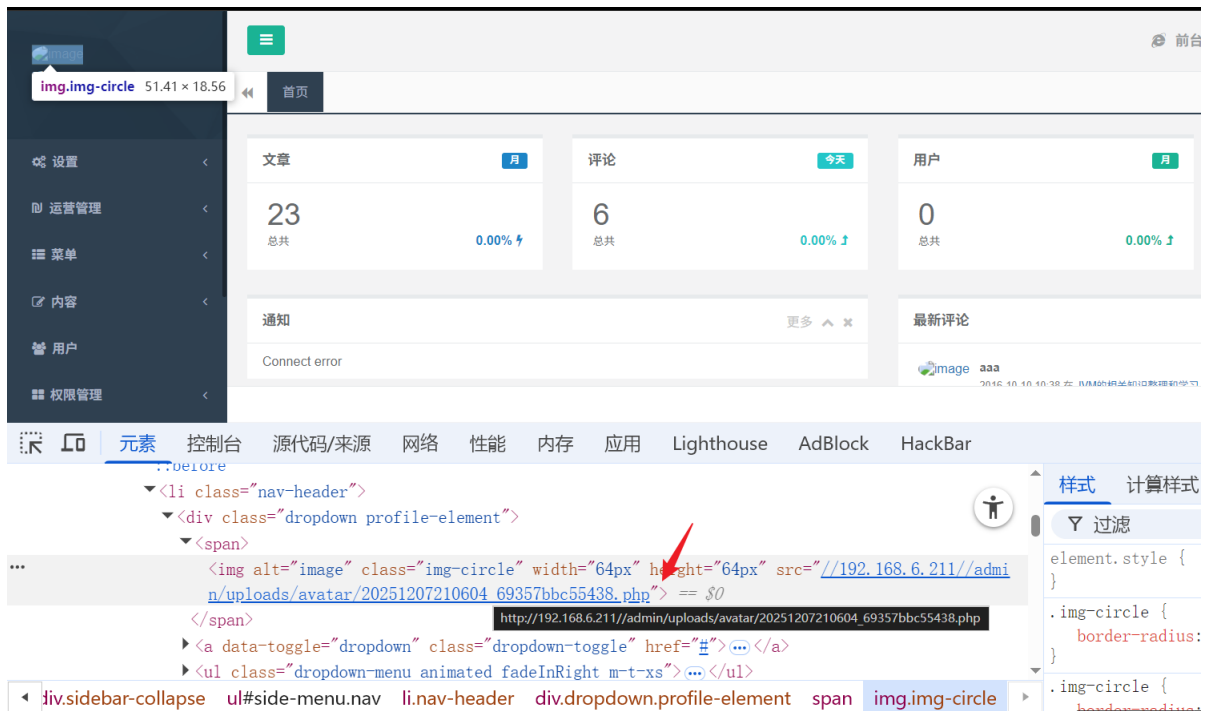 image
img.img-circle 51.41 × 18.56
前台
首页
设置
运营管理
菜单
内容
用户
权限管理
文章 月
23
总共 0.00%
评论 今天
6
总共 0.00%
用户 月
0
总共 0.00%
通知 更多
Connect error
最新评论
image aaa
2016-10-10 10:38 在 JVM的相关知识整理和学习
元素 控制台 源代码/来源 网络 性能 内存 应用 Lighthouse AdBlock HackBar
::before
<li class="nav-header">
<div class="dropdown profile-element">
<span>
<img alt="image" class="img-circle" width="64px" height="64px" src="//192.168.6.211//admi
n/uploads/avatar/20251207210604_69357bbc55438.php"> == $0
http://192.168.6.211//admin/uploads/avatar/20251207210604_69357bbc55438.php
</span>
<a data-toggle="dropdown" class="dropdown-toggle" href="#">…</a>
<ul class="dropdown-menu animated fadeInRight m-t-xs">…</ul>
div.sidebar-collapse ul#side-menu.nav li.nav-header div.dropdown.profile-element span img.img-circle
样式 计算样式
过滤
element.style {
}
.img-circle {
border-radius:
}
.img-circle {
border-radius: